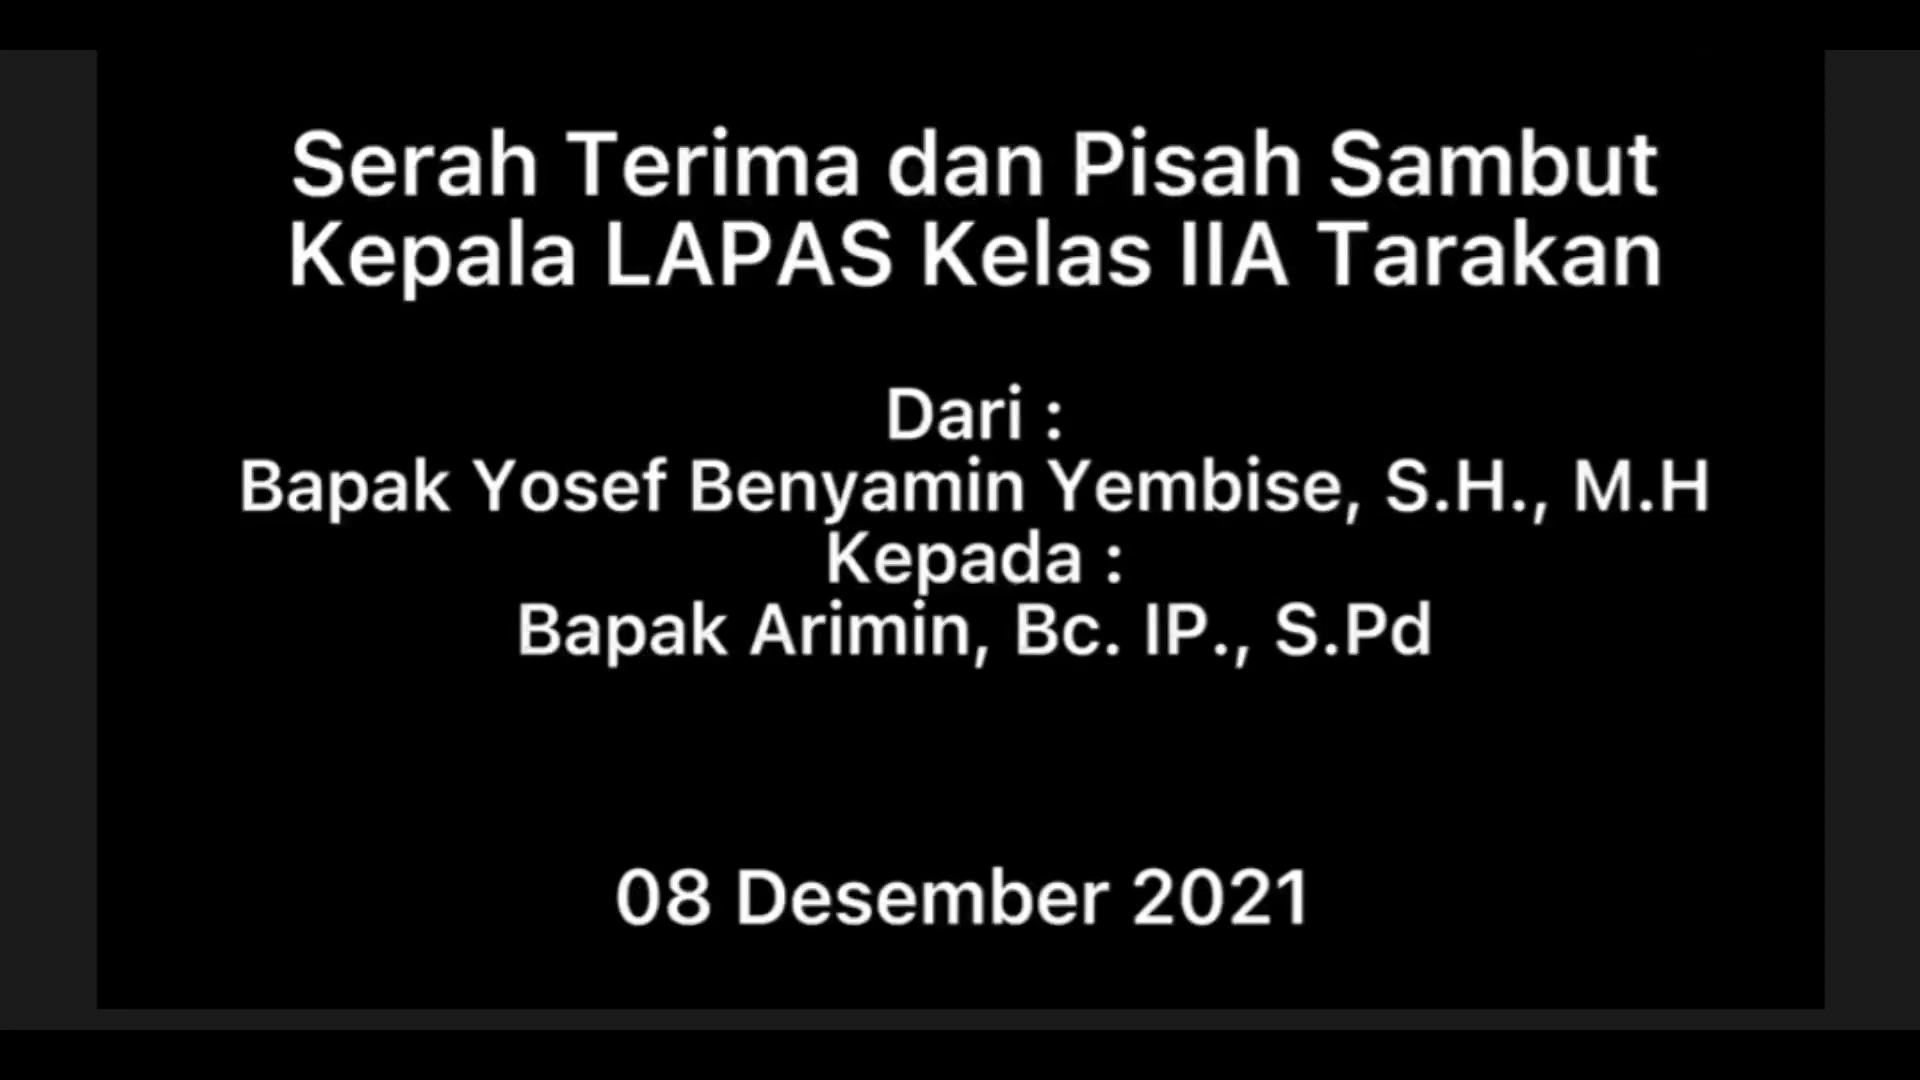 Serah Terima dan Pisah Sambut
Kepala LAPAS Kelas IIA Tarakan
Dari :
Bapak Yosef Benyamin Yembise, S.H., M.H
Kepada :
Bapak Arimin, Bc. IP., S.Pd
08 Desember 2021